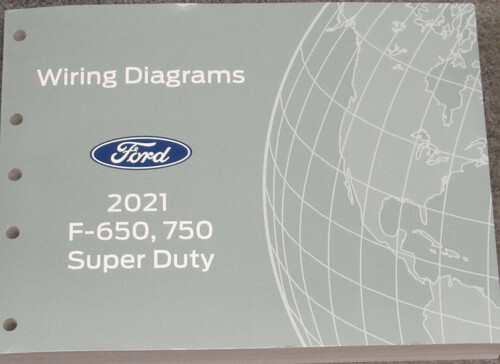 Wiring Diagrams
Ford
2021
F-650, 750
Super Duty